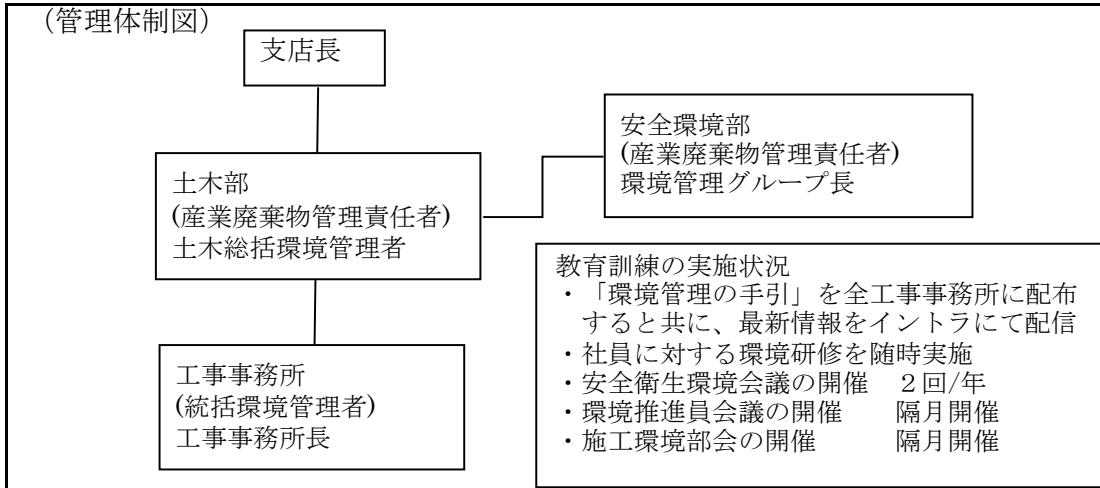 (管理体制図)
支店長
安全環境部
(産業廃棄物管理責任者)
環境管理グループ長
土木部
(産業廃棄物管理責任者)
土木総括環境管理者
工事事務所
(統括環境管理者)
工事事務所長
教育訓練の実施状況
・「環境管理の手引」を全工事事務所に配布
すると共に、最新情報をイントラにて配信
・社員に対する環境研修を随時実施
・安全衛生環境会議の開催 2回/年
・環境推進員会議の開催 隔月開催
・施工環境部会の開催 隔月開催